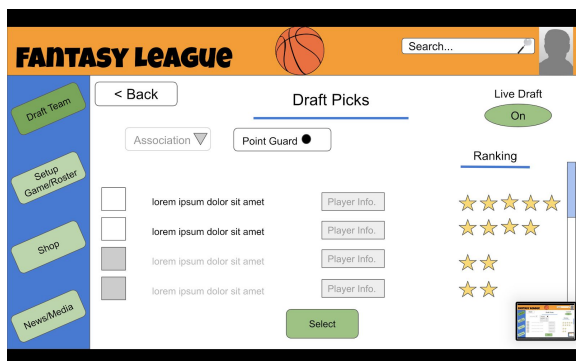 FANTASY LEAGUE
Search...
Draft Team
< Back
Draft Picks
Live Draft
On
Association
Point Guard
Ranking
Setup
Game/Roster
lorem ipsum dolor sit amet
Player Info.
lorem ipsum dolor sit amet
Player Info.
Shop
lorem ipsum dolor sit amet
Player Info.
lorem ipsum dolor sit amet
Player Info.
News/Media
Select